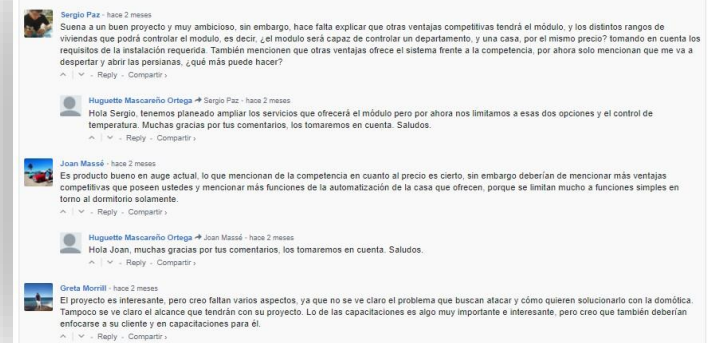 Sergio Paz · hace 2 meses
Suena a un buen proyecto y muy ambicioso, sin embargo, hace falta explicar que otras ventajas competitivas tendrá el módulo, y los distintos rangos de
viviendas que podrá controlar el modulo, es decir, ¿el modulo será capaz de controlar un departamento, y una casa, por el mismo precio? tomando en cuenta los
requisitos de la instalación requerida. También mencionen que otras ventajas ofrece el sistema frente a la competencia, por ahora solo mencionan que me va a
despertar y abrir las persianas, ¿qué más puede hacer?
Reply · Compartir ›
Huguette Mascareño Ortega → Sergio Paz · hace 2 meses
Hola Sergio, tenemos planeado ampliar los servicios que ofrecerá el módulo pero por ahora nos limitamos a esas dos opciones y el control de
temperatura. Muchas gracias por tus comentarios, los tomaremos en cuenta. Saludos.
Reply · Compartir ›
Joan Massé · hace 2 meses
Es producto bueno en auge actual, lo que mencionan de la competencia en cuanto al precio es cierto, sin embargo deberían de mencionar más ventajas
competitivas que poseen ustedes y mencionar más funciones de la automatización de la casa que ofrecen, porque se limitan mucho a funciones simples en
torno al dormitorio solamente.
Reply · Compartir ›
Huguette Mascareño Ortega → Joan Massé · hace 2 meses
Hola Joan, muchas gracias por tus comentarios, los tomaremos en cuenta. Saludos.
Reply · Compartir ›
Greta Morrill · hace 2 meses
El proyecto es interesante, pero creo faltan varios aspectos, ya que no se ve claro el problema que buscan atacar y cómo quieren solucionarlo con la domótica.
Tampoco se ve claro el alcance que tendrán con su proyecto. Lo de las capacitaciones es algo muy importante e interesante, pero creo que también deberían
enfocarse a su cliente y en capacitaciones para él.
Reply · Compartir ›